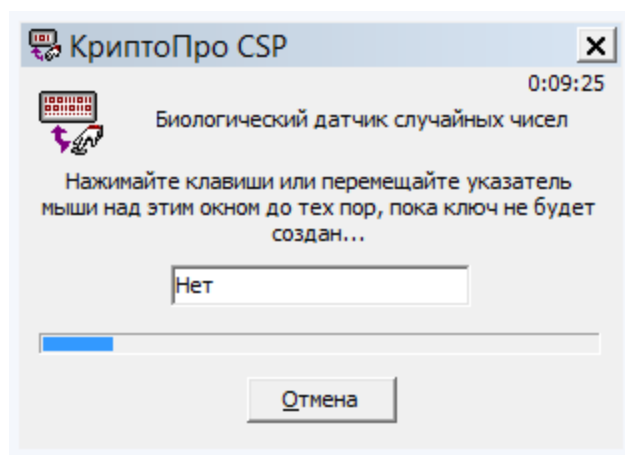 КриптоПро CSP
0:09:25
Биологический датчик случайных чисел
Нажимайте клавиши или перемещайте указатель
мыши над этим окном до тех пор, пока ключ не будет
создан...
Нет
Отмена